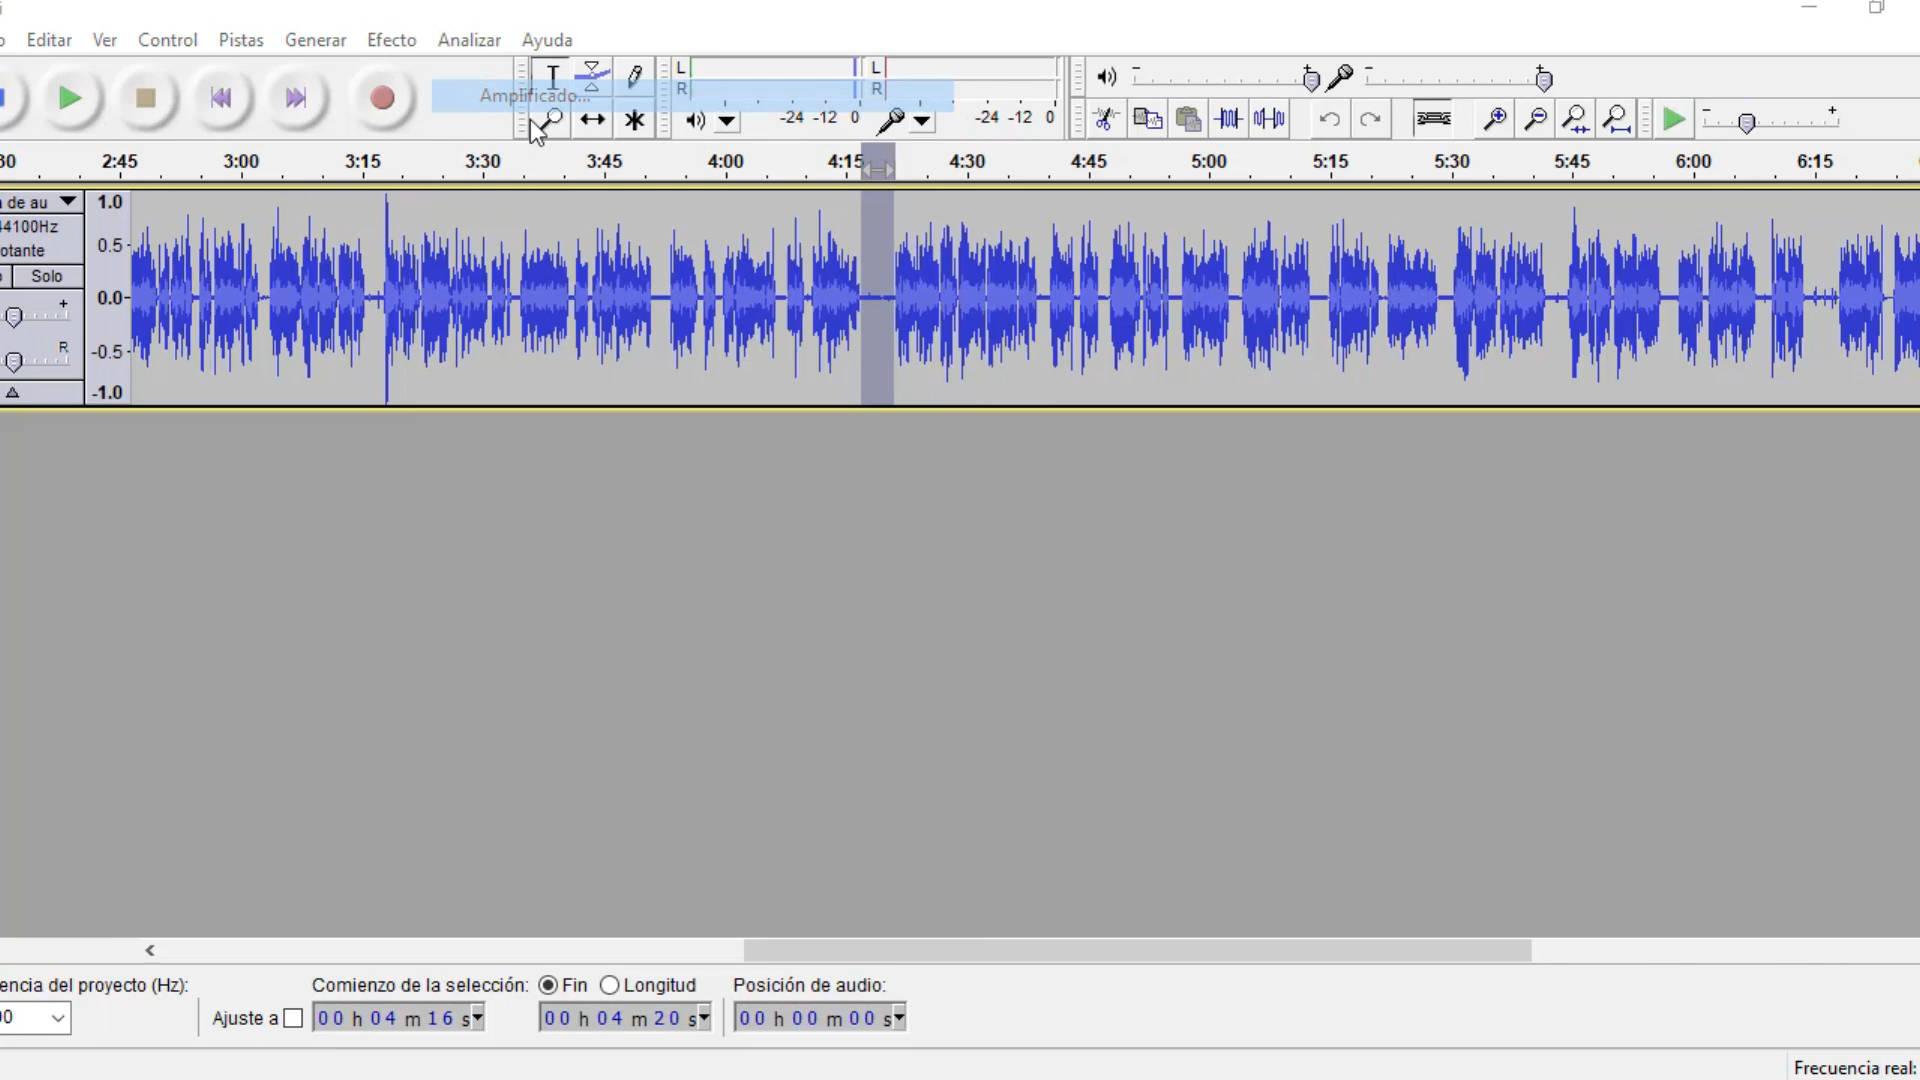 Editar Ver Control Pistas Generar Efecto Analizar Ayuda
L L
Amplificado...
R R
-24 -12 0 -24 -12 0
30 2:45 3:00 3:15 3:30 3:45 4:00 4:15 4:30 4:45 5:00 5:15 5:30 5:45 6:00 6:15
de au 1.0
44100Hz
0.5
otante
Solo
0.0
R
-0.5
-1.0
encia del proyecto (Hz): Comienzo de la selección: Fin Longitud Posición de audio:
00 Ajuste a 00 h 04 m 16 s 00 h 04 m 20 s 00 h 00 m 00 s
Frecuencia real: